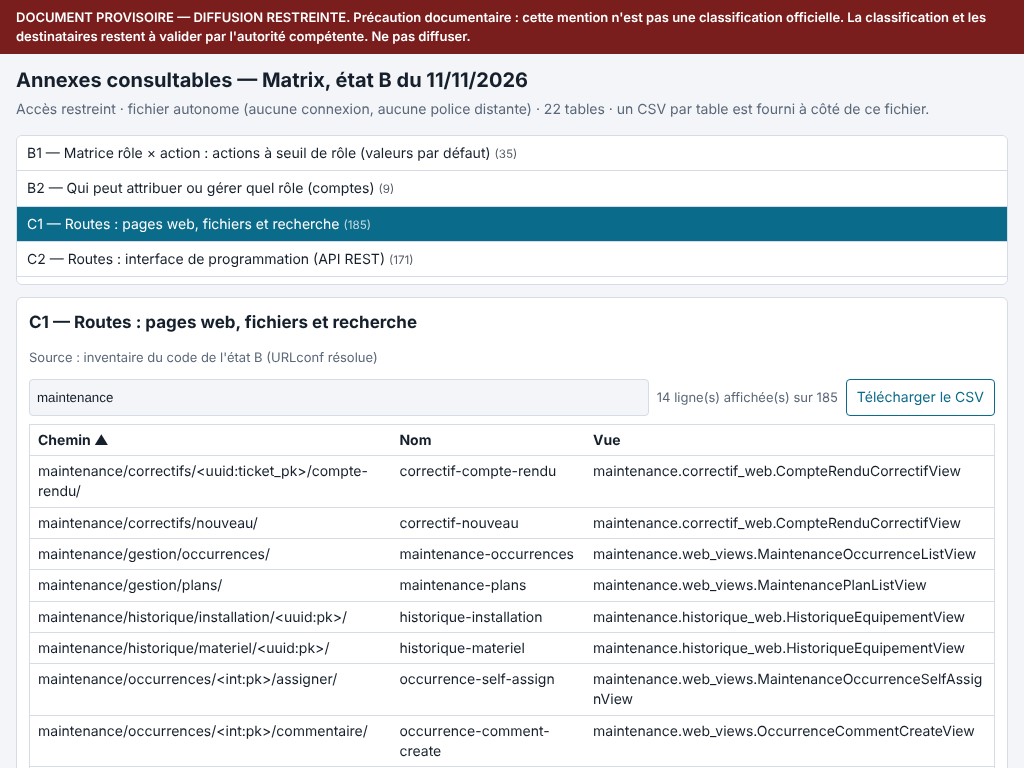 DOCUMENT PROVISOIRE — DIFFUSION RESTREINTE. Précaution documentaire : cette mention n'est pas une classification officielle. La classification et les
destinataires restent à valider par l'autorité compétente. Ne pas diffuser.
Annexes consultables — Matrix, état B du 11/11/2026
Accès restreint · fichier autonome (aucune connexion, aucune police distante) · 22 tables · un CSV par table est fourni à côté de ce fichier.
B1 — Matrice rôle × action : actions à seuil de rôle (valeurs par défaut) (35)
B2 — Qui peut attribuer ou gérer quel rôle (comptes) (9)
C1 — Routes : pages web, fichiers et recherche (185)
C2 — Routes : interface de programmation (API REST) (171)
C1 — Routes : pages web, fichiers et recherche
Source : inventaire du code de l'état B (URLconf résolue)
maintenance 14 ligne(s) affichée(s) sur 185 Télécharger le CSV
Chemin ▲ Nom Vue
maintenance/correctifs/<uuid:ticket_pk>/compte- correctif-compte-rendu maintenance.correctif_web.CompteRenduCorrectifView
rendu/
maintenance/correctifs/nouveau/ correctif-nouveau maintenance.correctif_web.CompteRenduCorrectifView
maintenance/gestion/occurrences/ maintenance-occurrences maintenance.web_views.MaintenanceOccurrenceListView
maintenance/gestion/plans/ maintenance-plans maintenance.web_views.MaintenancePlanListView
maintenance/historique/installation/<uuid:pk>/ historique-installation maintenance.historique_web.HistoriqueEquipementView
maintenance/historique/materiel/<uuid:pk>/ historique-materiel maintenance.historique_web.HistoriqueEquipementView
maintenance/occurrences/<int:pk>/assigner/ occurrence-self-assign maintenance.web_views.MaintenanceOccurrenceSelfAssig
nView
maintenance/occurrences/<int:pk>/commentaire/ occurrence-comment- maintenance.web_views.OccurrenceCommentCreateView
create